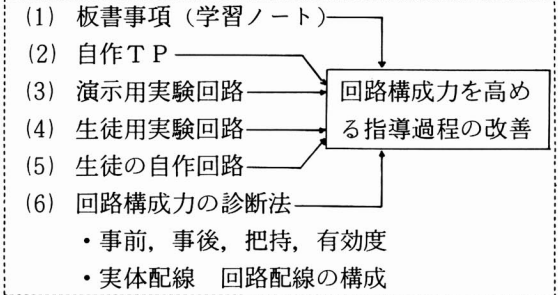 (1) 板書事項（学習ノート）
(2) 自作ＴＰ
(3) 演示用実験回路
(4) 生徒用実験回路
(5) 生徒の自作回路
(6) 回路構成力の診断法
・事前，事後，把持，有効度
・実体配線　回路配線の構成
回路構成力を高め
る指導過程の改善